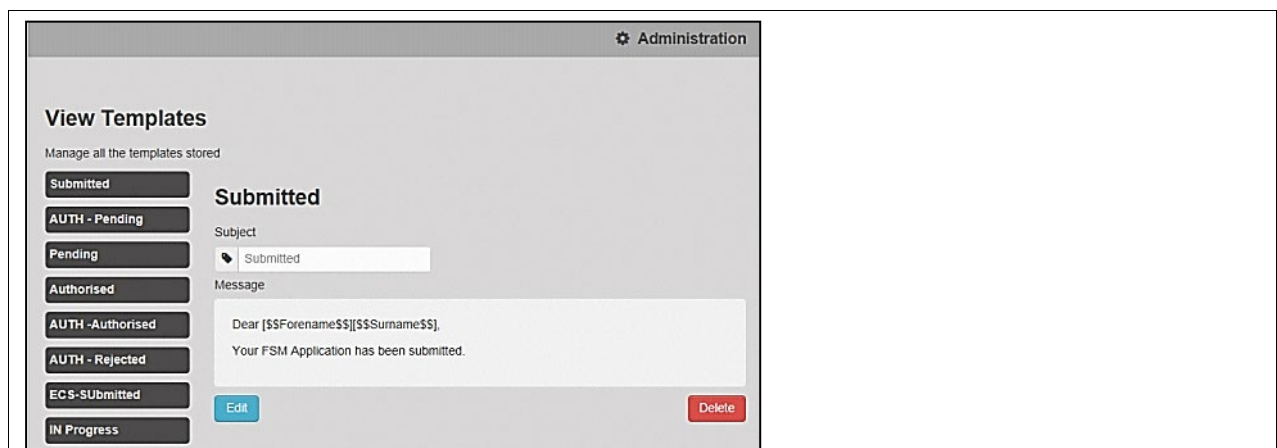 Administration
View Templates
Manage all the templates stored
Submitted
AUTH - Pending
Pending
Authorised
AUTH -Authorised
AUTH - Rejected
ECS-SUbmitted
IN Progress
Submitted
Subject
Submitted
Message
Dear [$$Forename$$][$$Surname$$],
Your FSM Application has been submitted.
Edit
Delete